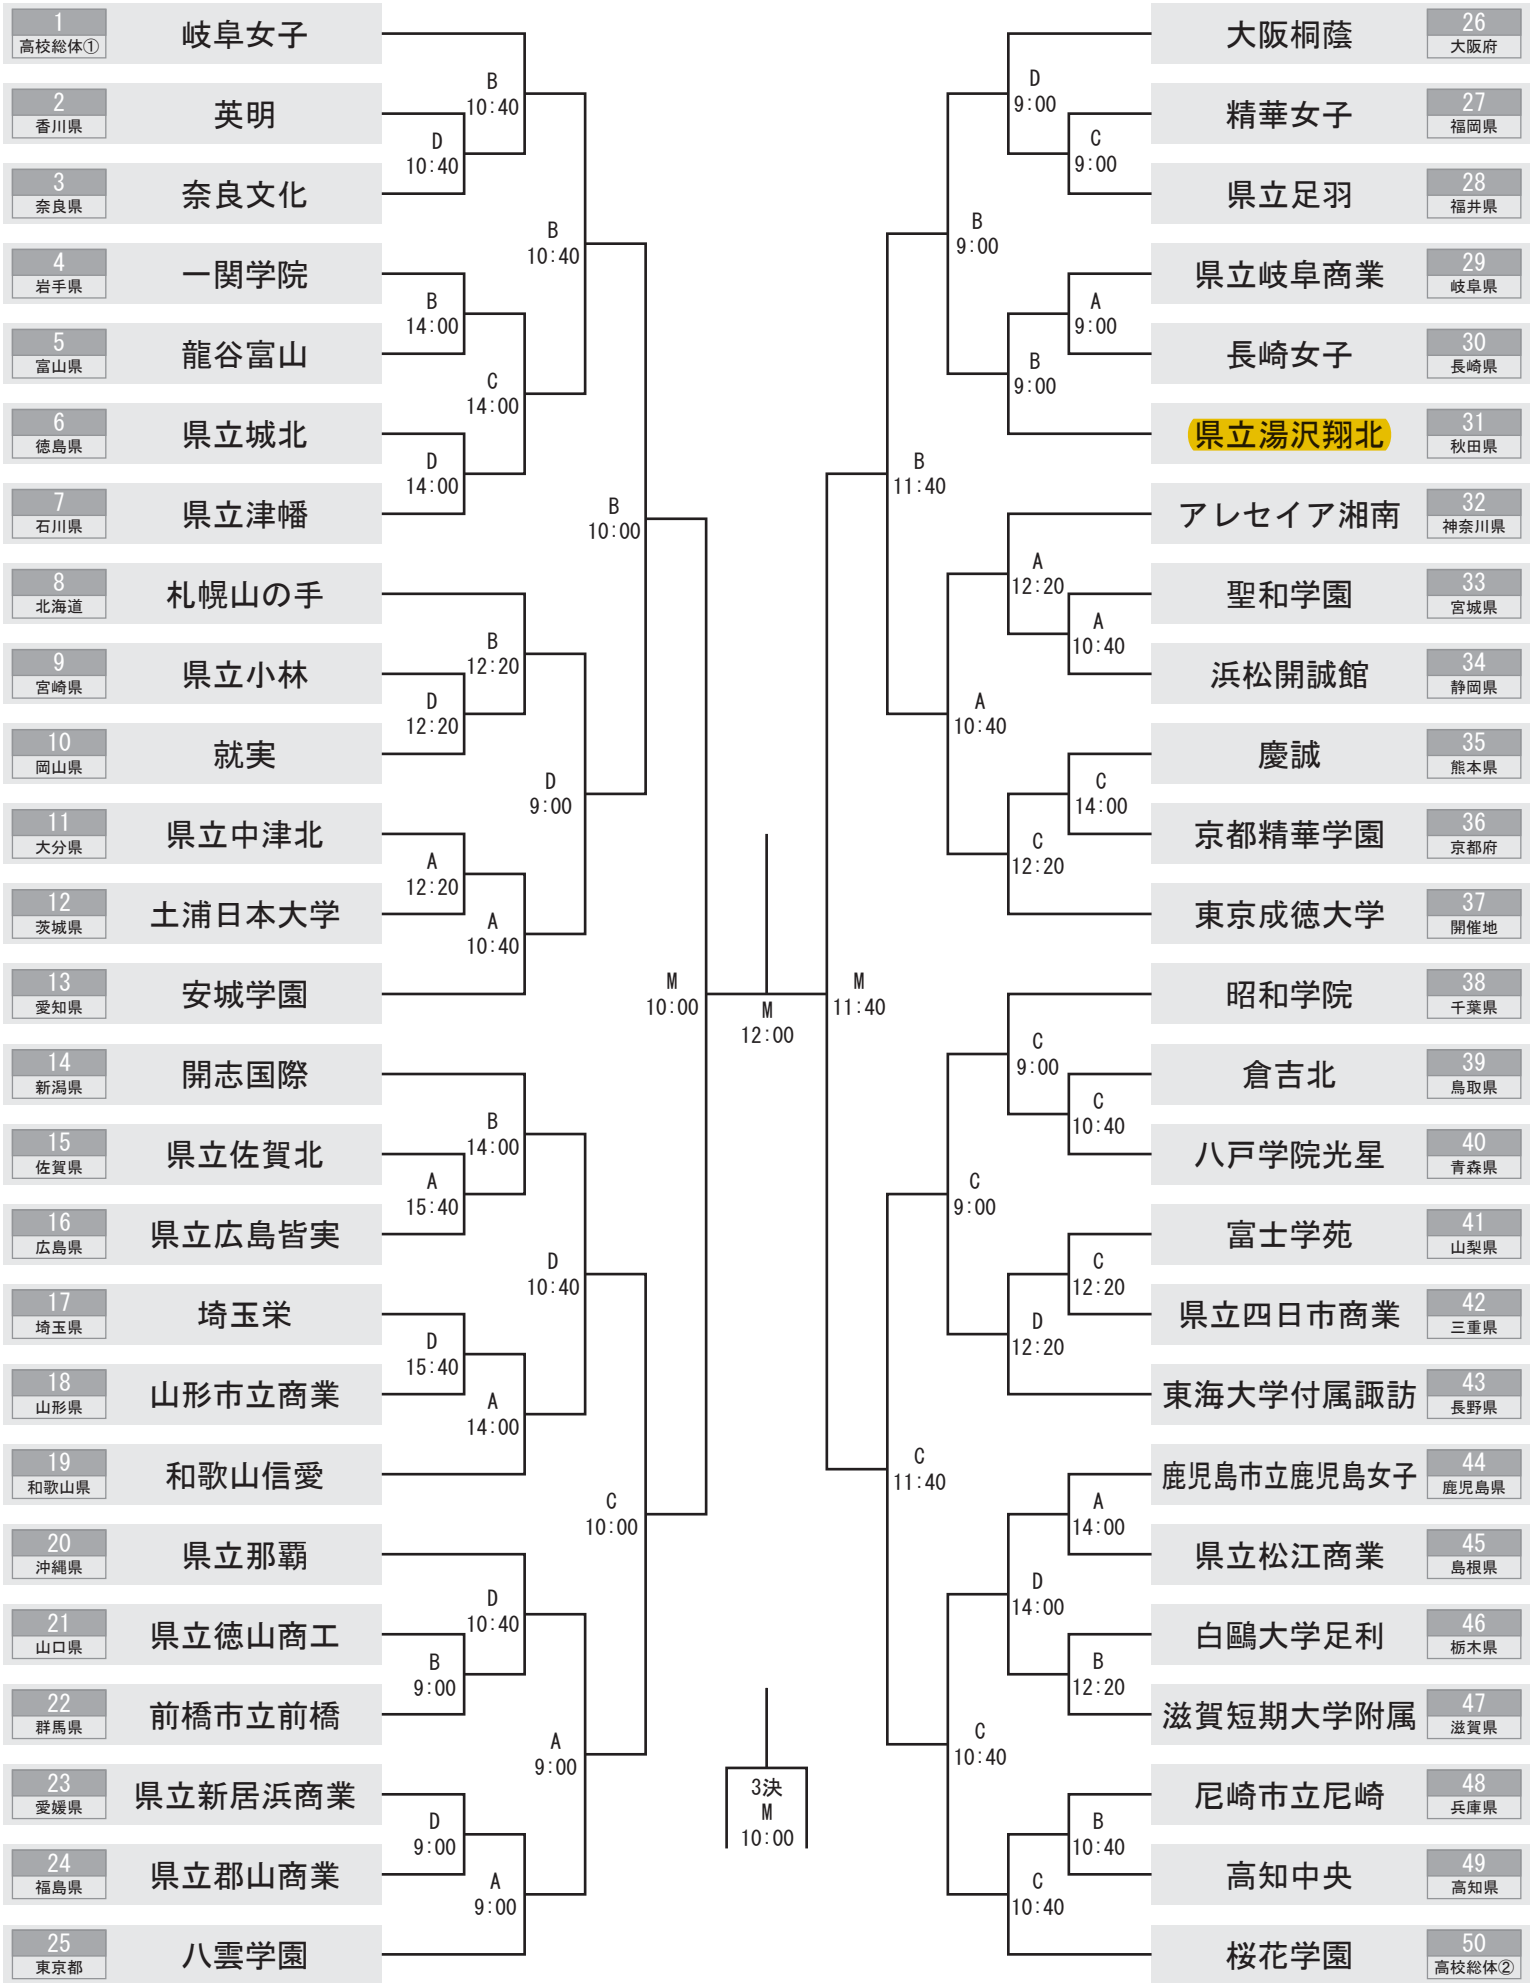 1
高校総体①
岐阜女子
2
香川県
英明
3
奈良県
奈良文化
4
岩手県
一関学院
5
富山県
龍谷富山
6
徳島県
県立城北
7
石川県
県立津幡
8
北海道
札幌山の手
9
宮崎県
県立小林
10
岡山県
就実
11
大分県
県立中津北
12
茨城県
土浦日本大学
13
愛知県
安城学園
14
新潟県
開志国際
15
佐賀県
県立佐賀北
16
広島県
県立広島皆実
17
埼玉県
埼玉栄
18
山形県
山形市立商業
19
和歌山県
和歌山信愛
20
沖縄県
県立那覇
21
山口県
県立徳山商工
22
群馬県
前橋市立前橋
23
愛媛県
県立新居浜商業
24
福島県
県立郡山商業
25
東京都
八雲学園
D
10:40
B
14:00
D
14:00
D
12:20
A
12:20
A
15:40
D
15:40
B
9:00
D
9:00
B
10:40
C
14:00
B
12:20
A
10:40
B
14:00
A
14:00
D
10:40
A
9:00
B
10:40
D
9:00
D
10:40
A
9:00
B
10:00
C
10:00
M
10:00
M
12:00
3決
M
10:00
M
11:40
B
11:40
C
11:40
B
9:00
A
10:40
C
9:00
C
10:40
D
9:00
B
9:00
A
12:20
C
12:20
C
9:00
D
12:20
D
14:00
C
10:40
C
9:00
A
9:00
A
10:40
C
14:00
C
10:40
C
12:20
A
14:00
B
12:20
B
10:40
大阪桐蔭
26
大阪府
精華女子
27
福岡県
県立足羽
28
福井県
県立岐阜商業
29
岐阜県
長崎女子
30
長崎県
県立湯沢翔北
31
秋田県
アレセイア湘南
32
神奈川県
聖和学園
33
宮城県
浜松開誠館
34
静岡県
慶誠
35
熊本県
京都精華学園
36
京都府
東京成徳大学
37
開催地
昭和学院
38
千葉県
倉吉北
39
鳥取県
八戸学院光星
40
青森県
富士学苑
41
山梨県
県立四日市商業
42
三重県
東海大学付属諏訪
43
長野県
鹿児島市立鹿児島女子
44
鹿児島県
県立松江商業
45
島根県
白鷗大学足利
46
栃木県
滋賀短期大学附属
47
滋賀県
尼崎市立尼崎
48
兵庫県
高知中央
49
高知県
桜花学園
50
高校総体②